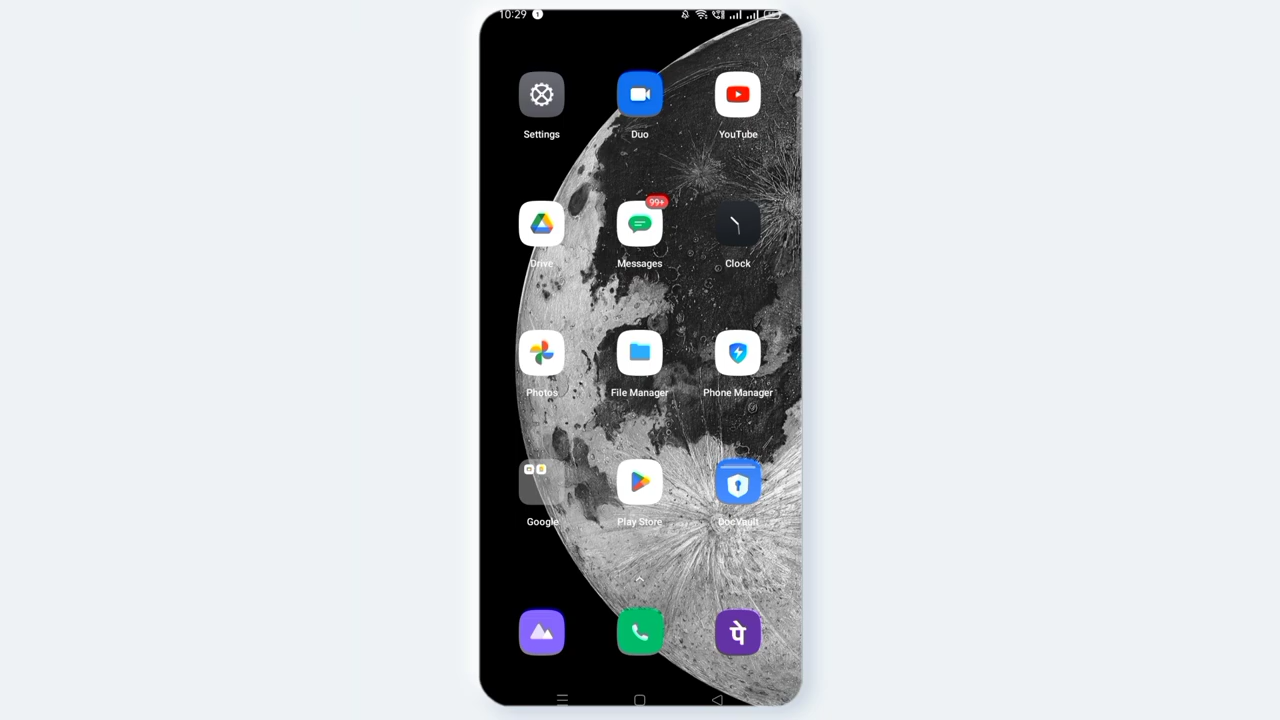 10:29
Settings
Duo
YouTube
99+
Drive
Messages
Clock
Photos
File Manager
Phone Manager
Google
Play Store
DocVault
पे